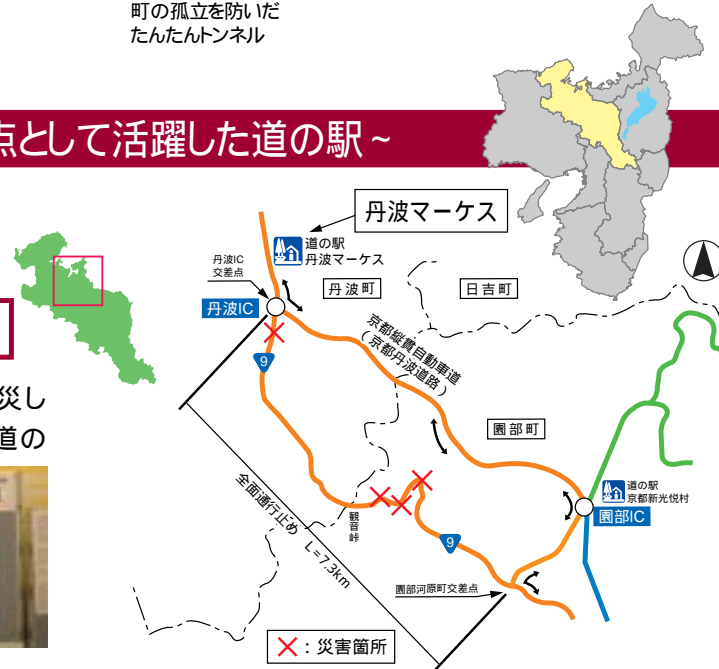 町の孤立を防いだ
たんたんトンネル
点として活躍した道の駅~
丹波マーケス
道の駅
丹波マーケス
丹波IC
交差点
丹波町
日吉町
丹波IC
京都縦貫自動車道
(京都丹波道路)
9
災し
道の
園部町
道の駅
京都新光悦村
園部IC
全面通行止め L=7.3km
観音峠
9
園部河原町交差点
×：災害箇所